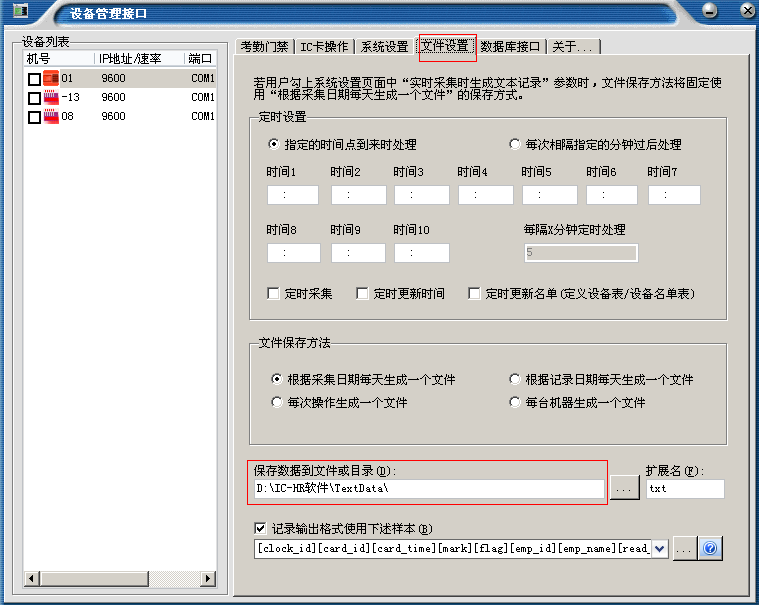 设备管理接口
设备列表
机号 IP地址/速率 端口
01 9600 COM1
-13 9600 COM1
08 9600 COM1
考勤门禁 IC卡操作 系统设置 文件设置 数据库接口 关于...
若用户勾上系统设置页面中“实时采集时生成文本记录”参数时，文件保存方法将固定使
用“根据采集日期每天生成一个文件”的保存方式。
定时设置
指定的时间点到来时处理 每次相隔指定的分钟过后处理
时间1 时间2 时间3 时间4 时间5 时间6 时间7
: : : : : : :
时间8 时间9 时间10 每隔X分钟定时处理
: : : 5
定时采集 定时更新时间 定时更新名单(定义设备表/设备名单表)
文件保存方法
根据采集日期每天生成一个文件 根据记录日期每天生成一个文件
每次操作生成一个文件 每台机器生成一个文件
保存数据到文件或目录(D): 扩展名(F):
D:\IC-HR软件\TextData\ ... txt
记录输出格式使用下述样本(B)
[clock_id][card_id][card_time][mark][flag][emp_id][emp_name][read_ ... ?